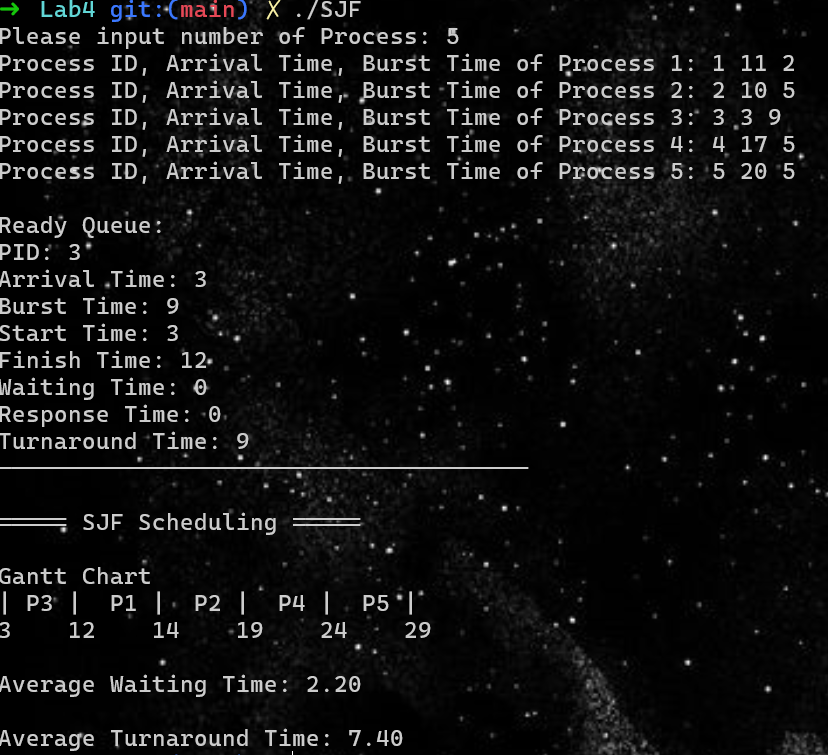 ➜ Lab4 git:(main) ✗ ./SJF
Please input number of Process: 5
Process ID, Arrival Time, Burst Time of Process 1: 1 11 2
Process ID, Arrival Time, Burst Time of Process 2: 2 10 5
Process ID, Arrival Time, Burst Time of Process 3: 3 3 9
Process ID, Arrival Time, Burst Time of Process 4: 4 17 5
Process ID, Arrival Time, Burst Time of Process 5: 5 20 5
Ready Queue:
PID: 3
Arrival Time: 3
Burst Time: 9
Start Time: 3
Finish Time: 12
Waiting Time: 0
Response Time: 0
Turnaround Time: 9
===== SJF Scheduling =====
Gantt Chart
| P3 |  P1 |  P2 |  P4 |  P5 |
3    12    14    19    24    29
Average Waiting Time: 2.20
Average Turnaround Time: 7.40